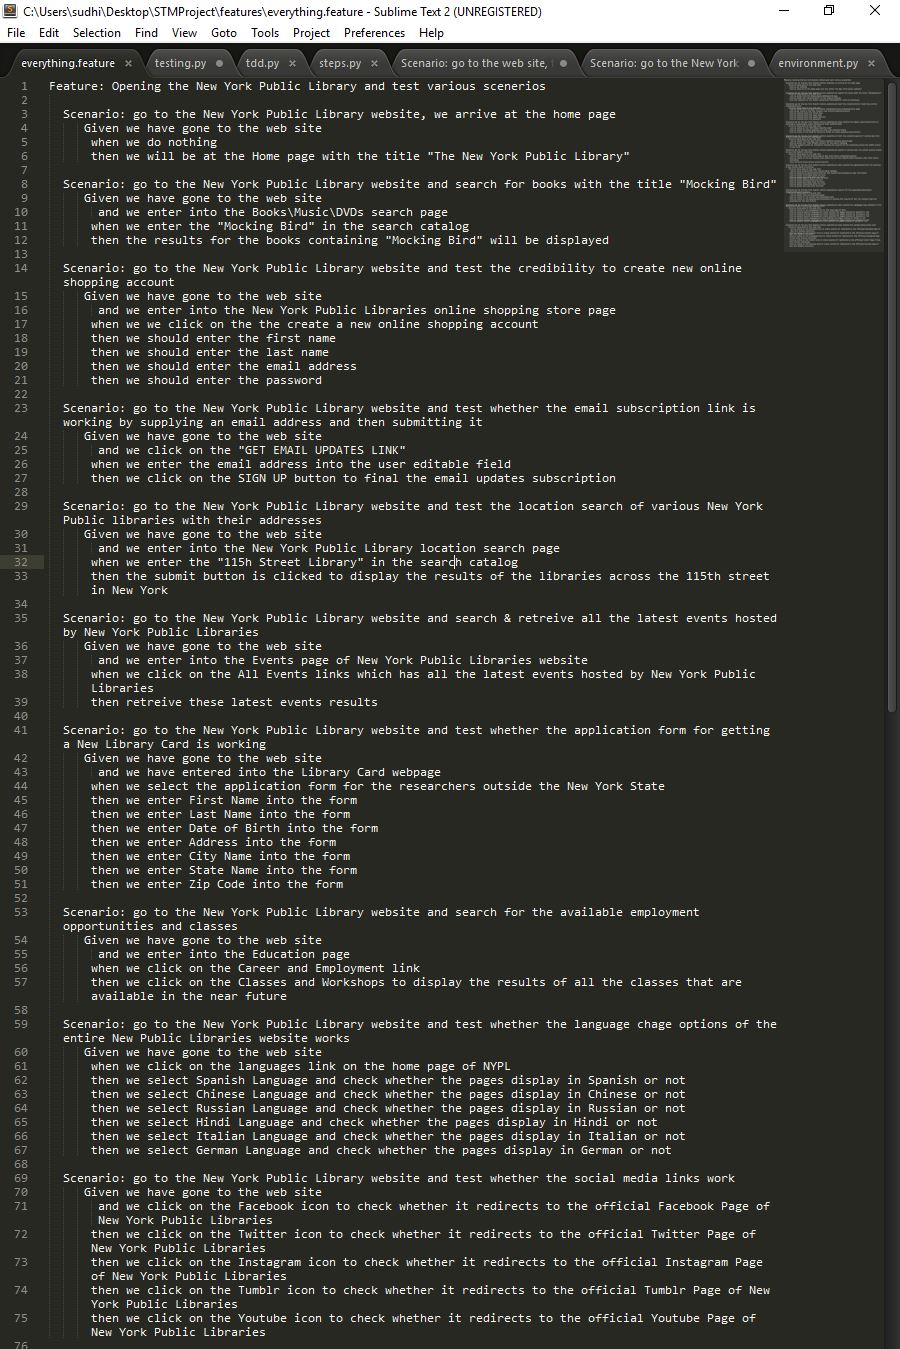 C:\Users\sudhi\Desktop\STMProject\features\everything.feature - Sublime Text 2 (UNREGISTERED)
File Edit Selection Find View Goto Tools Project Preferences Help
everything.feature testing.py tdd.py steps.py Scenario: go to the web site, Scenario: go to the New York environment.py
1 Feature: Opening the New York Public Library and test various scenerios
2
3 Scenario: go to the New York Public Library website, we arrive at the home page
4 Given we have gone to the web site
5 when we do nothing
6 then we will be at the Home page with the title "The New York Public Library"
7
8 Scenario: go to the New York Public Library website and search for books with the title "Mocking Bird"
9 Given we have gone to the web site
10 and we enter into the Books\Music\DVDs search page
11 when we enter the "Mocking Bird" in the search catalog
12 then the results for the books containing "Mocking Bird" will be displayed
13
14 Scenario: go to the New York Public Library website and test the credibility to create new online
shopping account
15 Given we have gone to the web site
16 and we enter into the New York Public Libraries online shopping store page
17 when we we click on the the create a new online shopping account
18 then we should enter the first name
19 then we should enter the last name
20 then we should enter the email address
21 then we should enter the password
22
23 Scenario: go to the New York Public Library website and test whether the email subscription link is
working by supplying an email address and then submitting it
24 Given we have gone to the web site
25 and we click on the "GET EMAIL UPDATES LINK"
26 when we enter the email address into the user editable field
27 then we click on the SIGN UP button to final the email updates subscription
28
29 Scenario: go to the New York Public Library website and test the location search of various New York
Public libraries with their addresses
30 Given we have gone to the web site
31 and we enter into the New York Public Library location search page
32 when we enter the "115h Street Library" in the search catalog
33 then the submit button is clicked to display the results of the libraries across the 115th street
in New York
34
35 Scenario: go to the New York Public Library website and search & retreive all the latest events hosted
by New York Public Libraries
36 Given we have gone to the web site
37 and we enter into the Events page of New York Public Libraries website
38 when we click on the All Events links which has all the latest events hosted by New York Public
Libraries
39 then retreive these latest events results
40
41 Scenario: go to the New York Public Library website and test whether the application form for getting
a New Library Card is working
42 Given we have gone to the web site
43 and we have entered into the Library Card webpage
44 when we select the application form for the researchers outside the New York State
45 then we enter First Name into the form
46 then we enter Last Name into the form
47 then we enter Date of Birth into the form
48 then we enter Address into the form
49 then we enter City Name into the form
50 then we enter State Name into the form
51 then we enter Zip Code into the form
52
53 Scenario: go to the New York Public Library website and search for the available employment
opportunities and classes
54 Given we have gone to the web site
55 and we enter into the Education page
56 when we click on the Career and Employment link
57 then we click on the Classes and Workshops to display the results of all the classes that are
available in the near future
58
59 Scenario: go to the New York Public Library website and test whether the language chage options of the
entire New Public Libraries website works
60 Given we have gone to the web site
61 when we click on the languages link on the home page of NYPL
62 then we select Spanish Language and check whether the pages display in Spanish or not
63 then we select Chinese Language and check whether the pages display in Chinese or not
64 then we select Russian Language and check whether the pages display in Russian or not
65 then we select Hindi Language and check whether the pages display in Hindi or not
66 then we select Italian Language and check whether the pages display in Italian or not
67 then we select German Language and check whether the pages display in German or not
68
69 Scenario: go to the New York Public Library website and test whether the social media links work
70 Given we have gone to the web site
71 and we click on the Facebook icon to check whether it redirects to the official Facebook Page of
New York Public Libraries
72 then we click on the Twitter icon to check whether it redirects to the official Twitter Page of
New York Public Libraries
73 then we click on the Instagram icon to check whether it redirects to the official Instagram Page
of New York Public Libraries
74 then we click on the Tumblr icon to check whether it redirects to the official Tumblr Page of New
York Public Libraries
75 then we click on the Youtube icon to check whether it redirects to the official Youtube Page of
New York Public Libraries
76